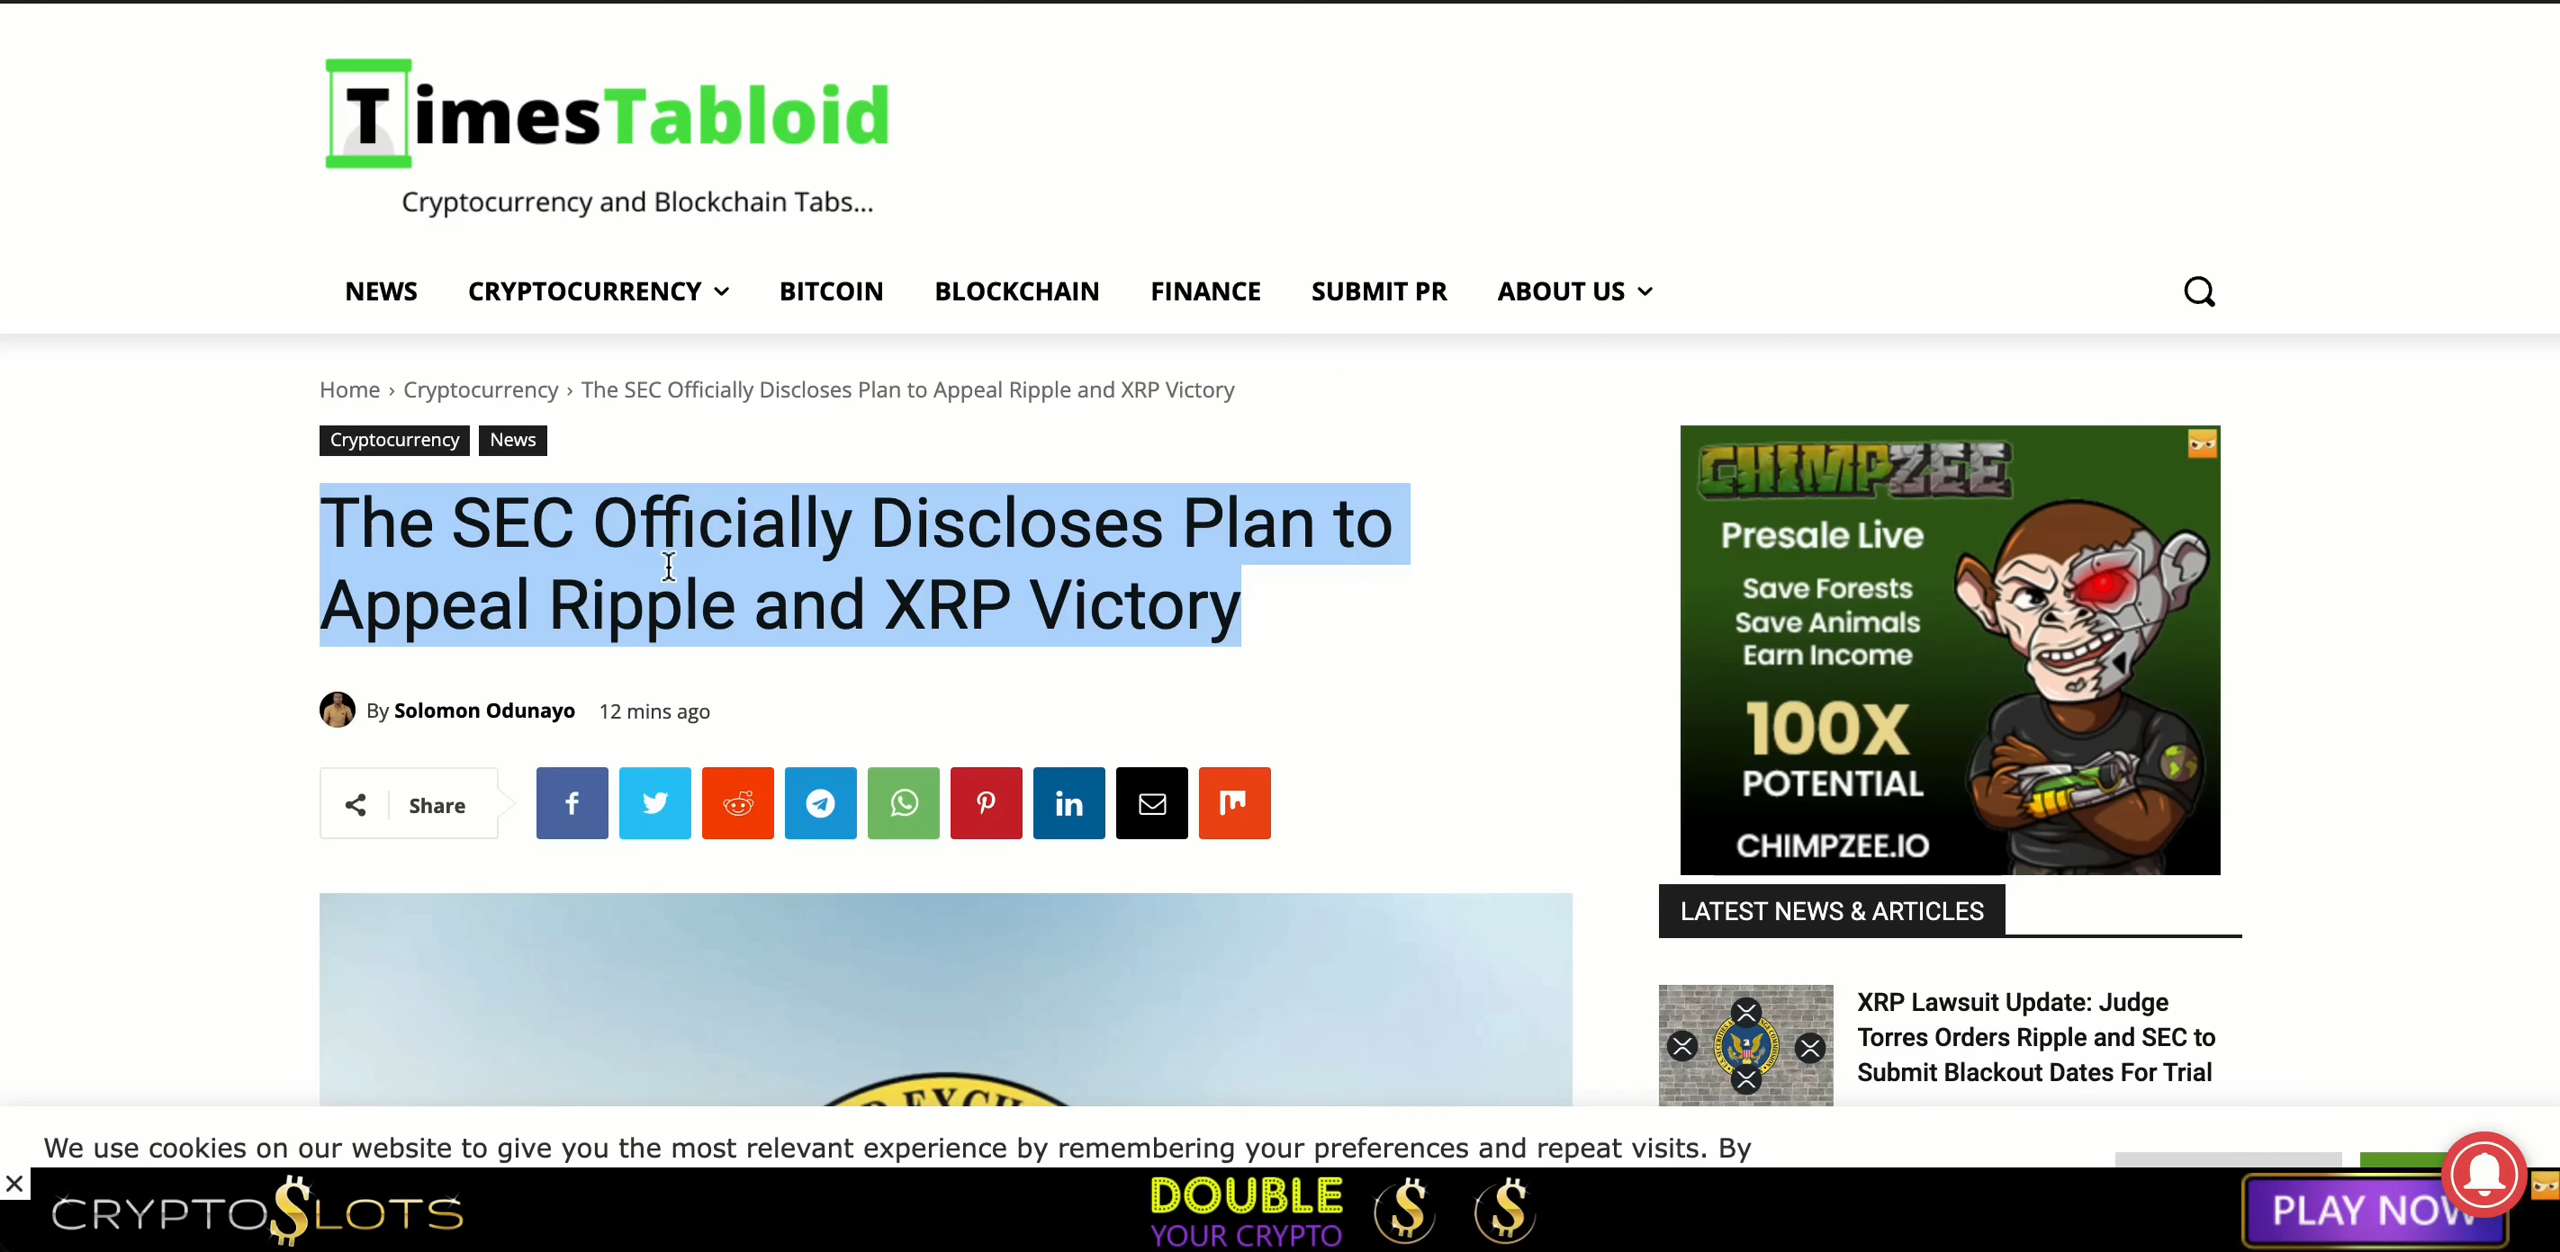 TimesTabloid
Cryptocurrency and Blockchain Tabs...
NEWS CRYPTOCURRENCY BITCOIN BLOCKCHAIN FINANCE SUBMIT PR ABOUT US
Home › Cryptocurrency › The SEC Officially Discloses Plan to Appeal Ripple and XRP Victory
Cryptocurrency News
The SEC Officially Discloses Plan to
Appeal Ripple and XRP Victory
By Solomon Odunayo 12 mins ago
Share
CHIMPZEE
Presale Live
Save Forests
Save Animals
Earn Income
100X
POTENTIAL
CHIMPZEE.IO
LATEST NEWS & ARTICLES
XRP Lawsuit Update: Judge
Torres Orders Ripple and SEC to
Submit Blackout Dates For Trial
We use cookies on our website to give you the most relevant experience by remembering your preferences and repeat visits. By
CRYPTO$LOTS
DOUBLE
YOUR CRYPTO
PLAY NOW